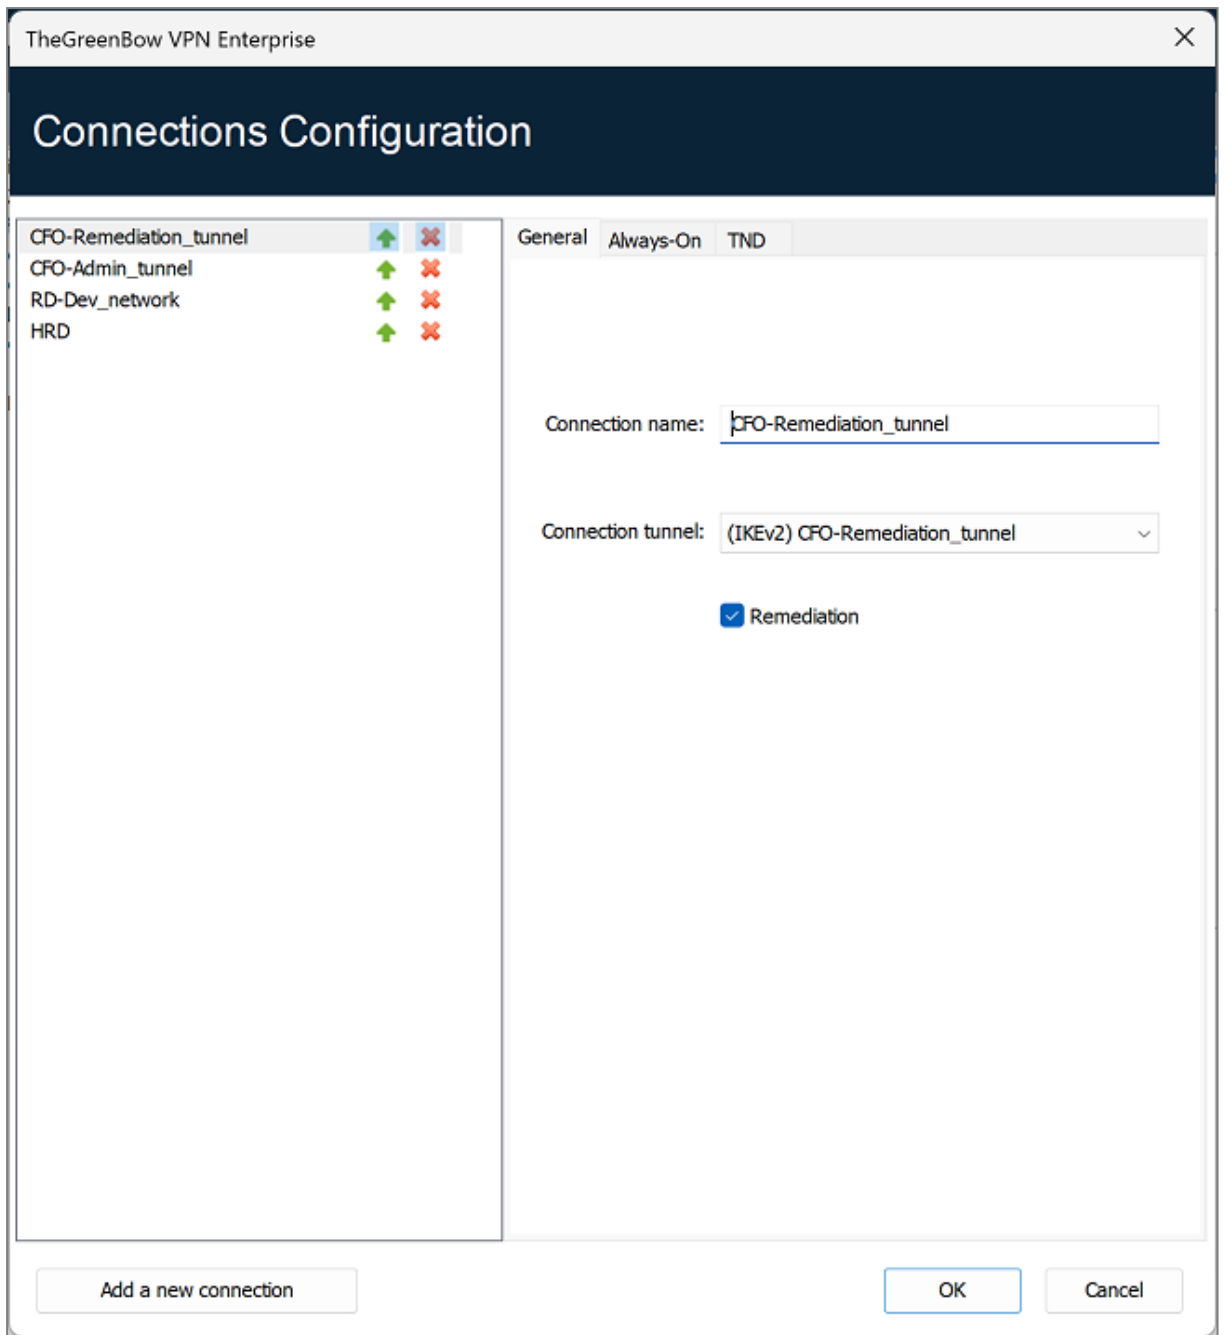 TheGreenBow VPN Enterprise
Connections Configuration
CFO-Remediation_tunnel
CFO-Admin_tunnel
RD-Dev_network
HRD
General Always-On TND
Connection name: CFO-Remediation_tunnel
Connection tunnel: (IKEv2) CFO-Remediation_tunnel
Remediation
Add a new connection
OK Cancel